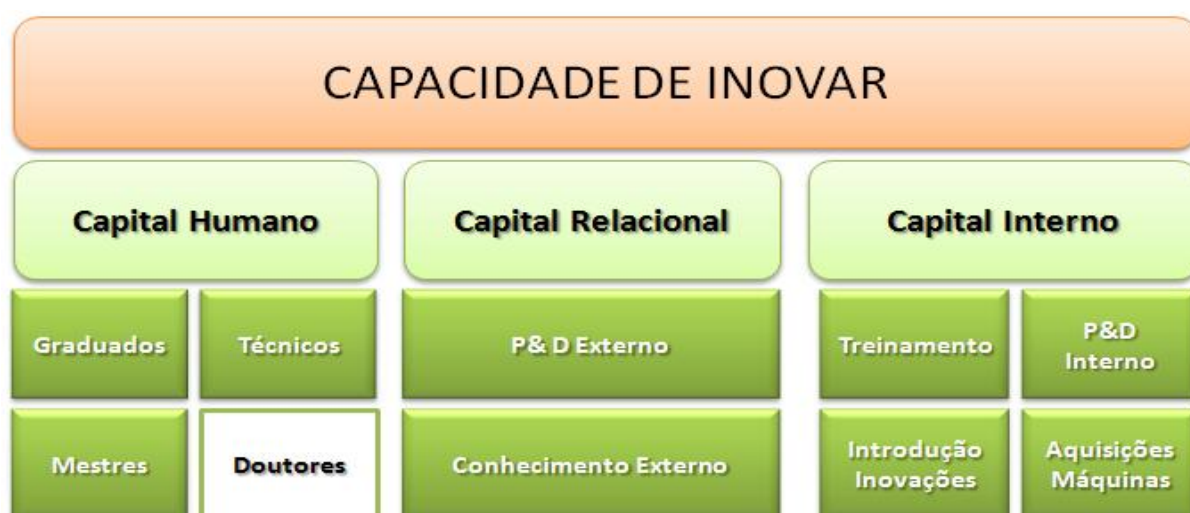 CAPACIDADE DE INOVAR
Capital Humano
Capital Relacional
Capital Interno
Graduados
Técnicos
P& D Externo
Treinamento
P&D
Interno
Mestres
Doutores
Conhecimento Externo
Introdução
Inovações
Aquisições
Máquinas